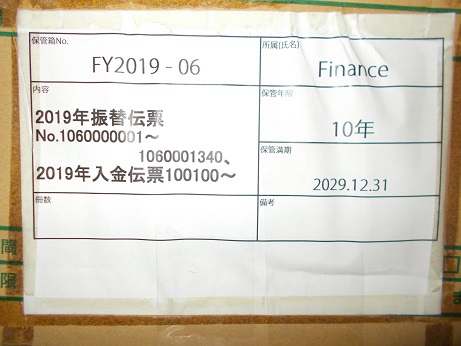 保管箱No.
FY2019 - 06
所属(氏名)
Finance
内容
2019年振替伝票
No.1060000001～
1060001340、
2019年入金伝票100100～
保管年数
10年
保管満期
2029.12.31
冊数
備考
限